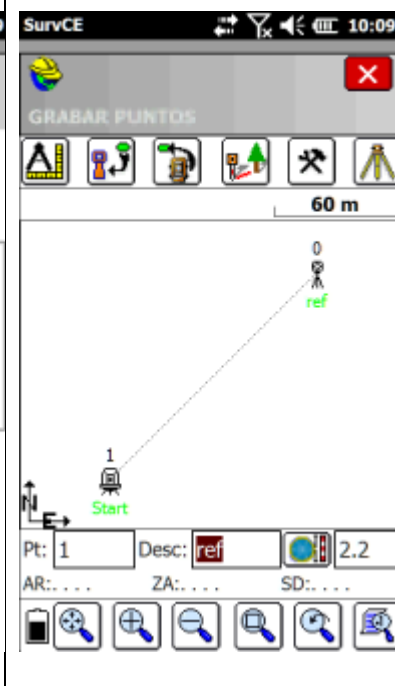 SurvCE 10:09
GRABAR PUNTOS
60 m
0
ref
1
Start
N
E
Pt: 1 Desc: ref 2.2
AR:. . . . ZA:. . . . SD:. . . .